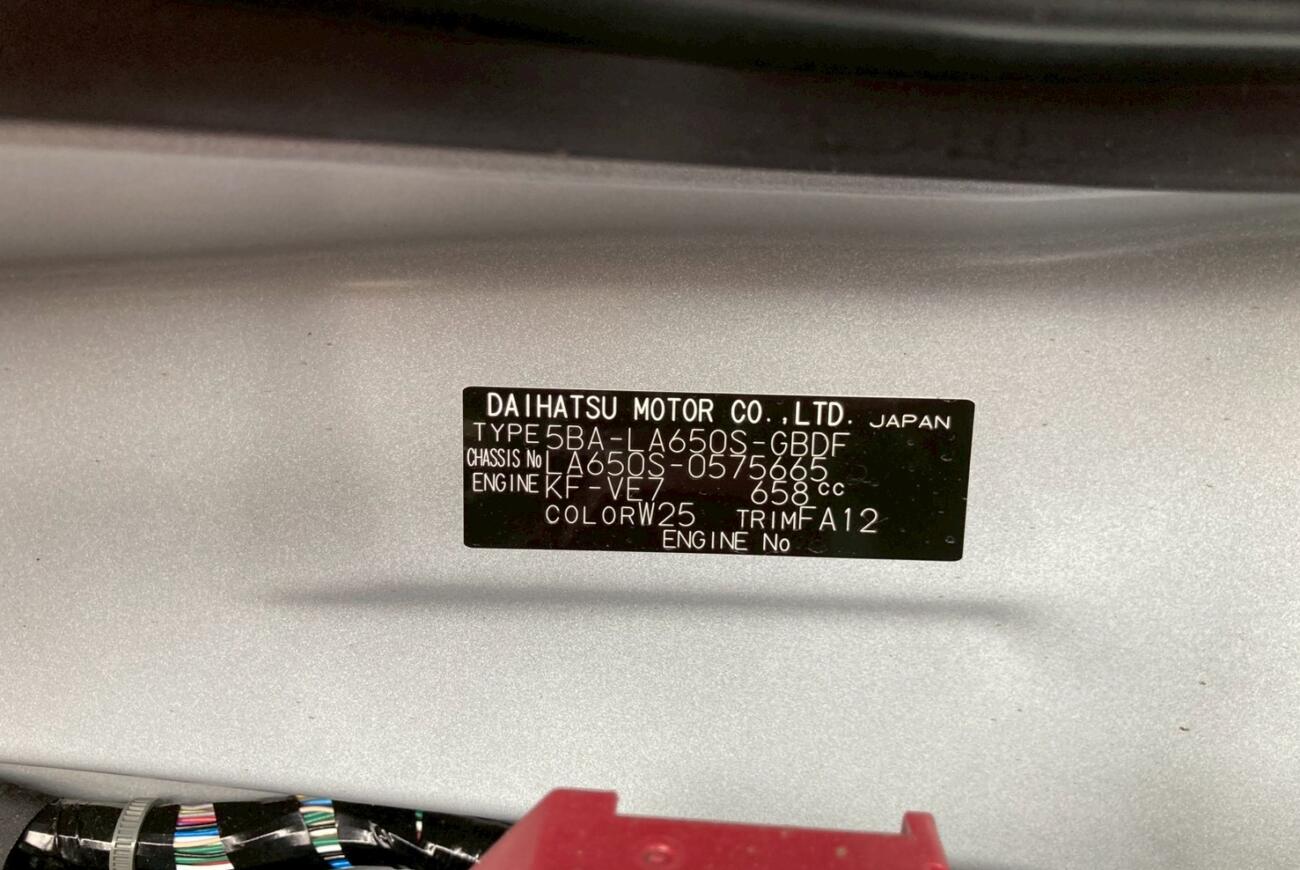 DAIHATSU MOTOR CO.,LTD. JAPAN
TYPE 5BA-LA650S-GBDF
CHASSIS No LA650S-0575665
ENGINE KF-VE7 658cc
COLOR W25 TRIM FA12
ENGINE No